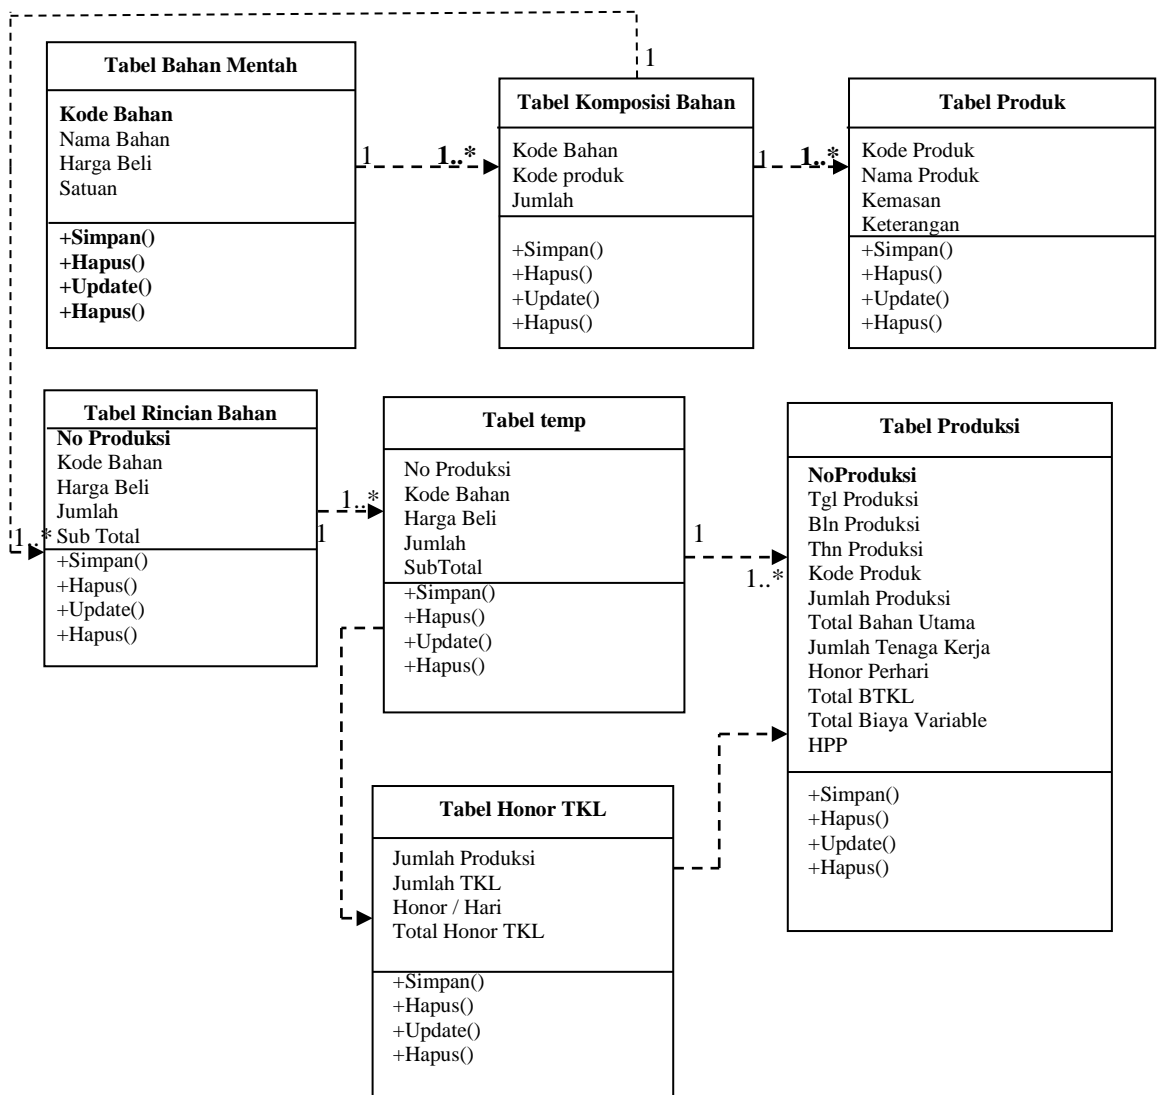 1
Tabel Bahan Mentah
Kode Bahan
Nama Bahan
Harga Beli
Satuan
+Simpan()
+Hapus()
+Update()
+Hapus()
1
1..*
Tabel Komposisi Bahan
Kode Bahan
Kode produk
Jumlah
+Simpan()
+Hapus()
+Update()
+Hapus()
1
1..*
Tabel Produk
Kode Produk
Nama Produk
Kemasan
Keterangan
+Simpan()
+Hapus()
+Update()
+Hapus()
1..*
Tabel Rincian Bahan
No Produksi
Kode Bahan
Harga Beli
Jumlah
Sub Total
+Simpan()
+Hapus()
+Update()
+Hapus()
1
1..*
Tabel temp
No Produksi
Kode Bahan
Harga Beli
Jumlah
SubTotal
+Simpan()
+Hapus()
+Update()
+Hapus()
1
1..*
Tabel Produksi
NoProduksi
Tgl Produksi
Bln Produksi
Thn Produksi
Kode Produk
Jumlah Produksi
Total Bahan Utama
Jumlah Tenaga Kerja
Honor Perhari
Total BTKL
Total Biaya Variable
HPP
+Simpan()
+Hapus()
+Update()
+Hapus()
Tabel Honor TKL
Jumlah Produksi
Jumlah TKL
Honor / Hari
Total Honor TKL
+Simpan()
+Hapus()
+Update()
+Hapus()